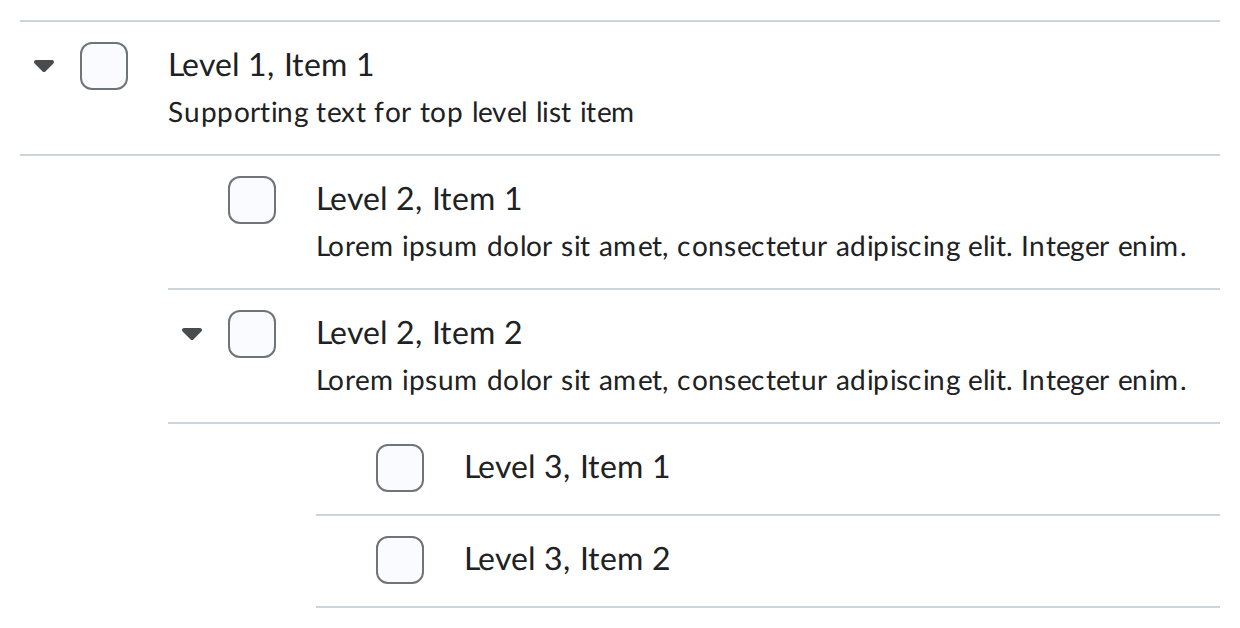 Level 1, Item 1
Supporting text for top level list item
Level 2, Item 1
Lorem ipsum dolor sit amet, consectetur adipiscing elit. Integer enim.
Level 2, Item 2
Lorem ipsum dolor sit amet, consectetur adipiscing elit. Integer enim.
Level 3, Item 1
Level 3, Item 2